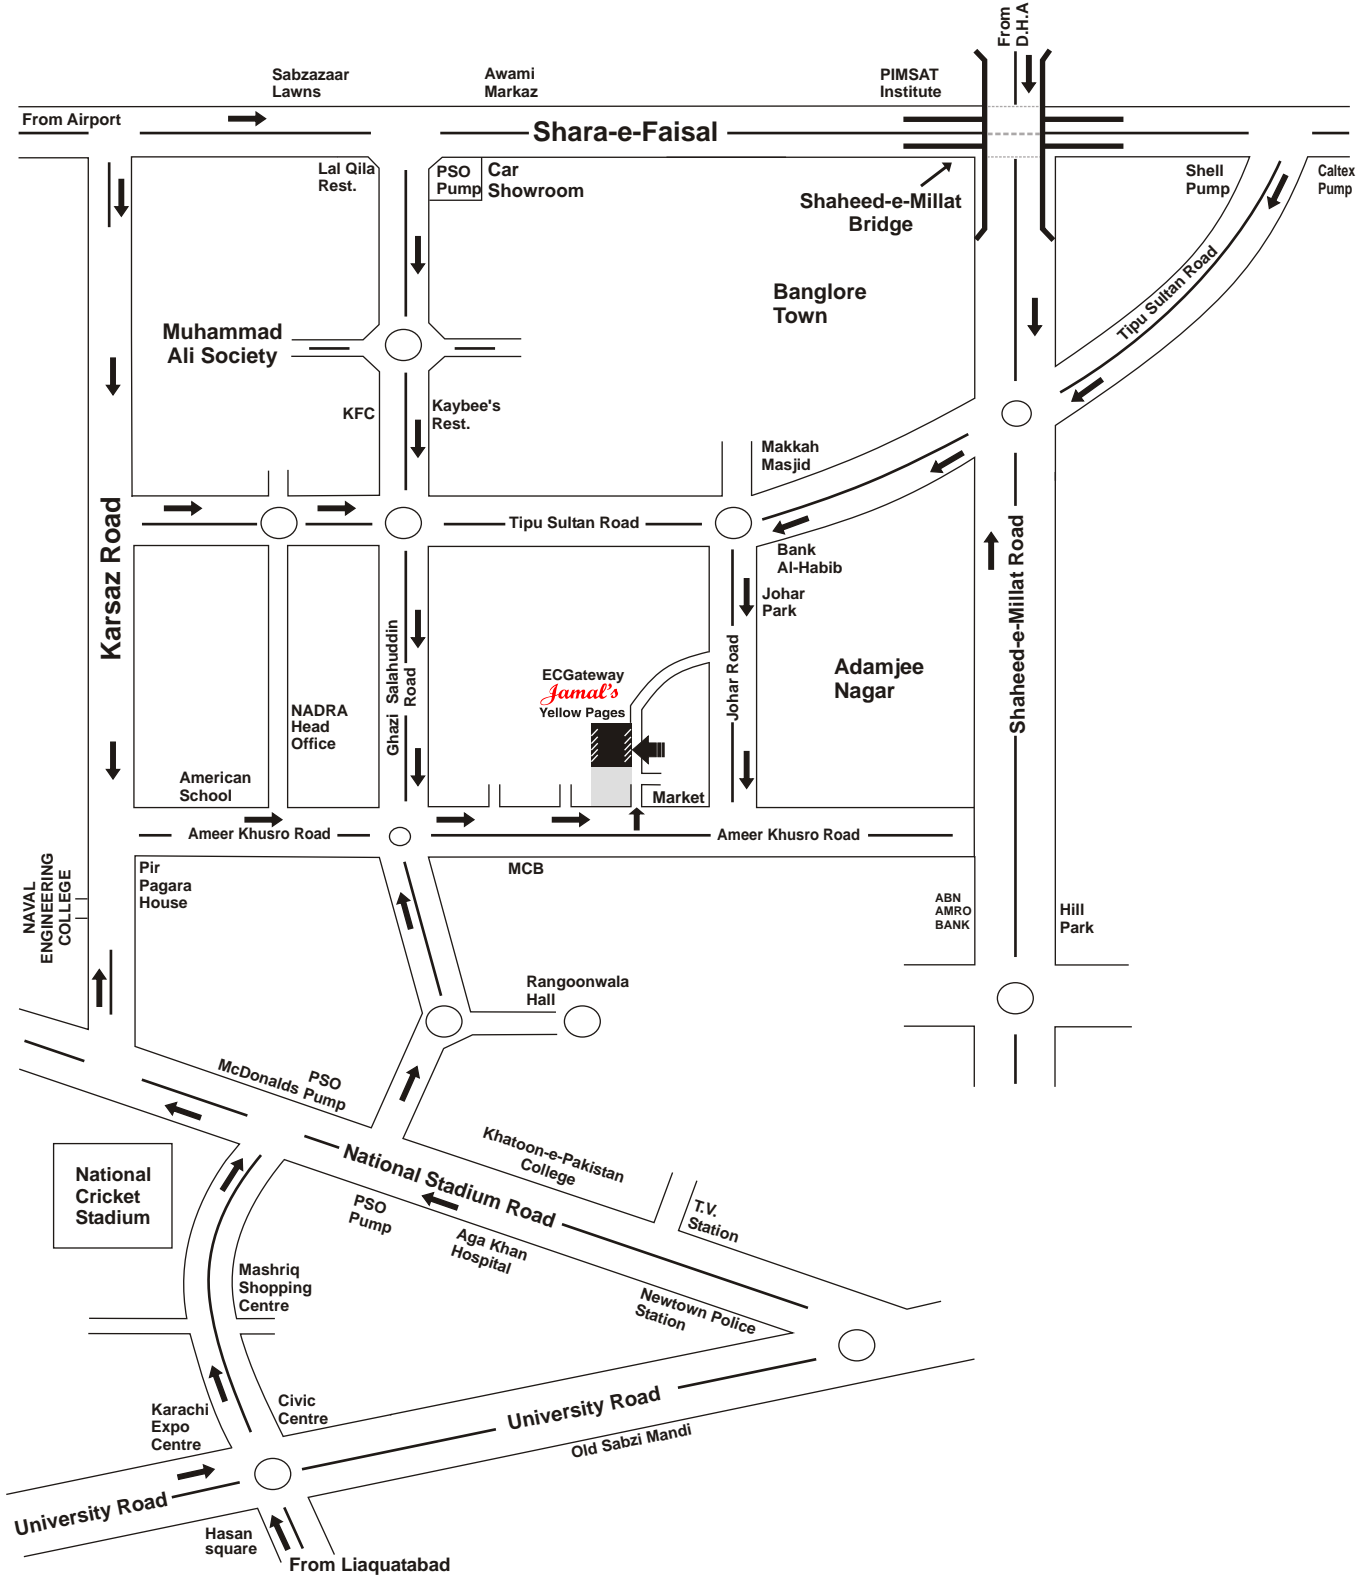 From
D.H.A
Sabzazaar
Lawns
Awami
Markaz
PIMSAT
Institute
From Airport
Shara-e-Faisal
Lal Qila
Rest.
PSO
Pump
Car
Showroom
Shaheed-e-Millat
Bridge
Shell
Pump
Caltex
Pump
Tipu Sultan Road
Banglore
Town
Muhammad
Ali Society
KFC
Kaybee's
Rest.
Makkah
Masjid
Karsaz Road
Tipu Sultan Road
Bank
Al-Habib
Johar
Park
Shaheed-e-Millat Road
Ghazi Salahuddin
Road
Johar Road
Adamjee
Nagar
ECGateway
Jamal's
Yellow Pages
NADRA
Head
Office
American
School
Market
Ameer Khusro Road
Ameer Khusro Road
Pir
Pagara
House
MCB
NAVAL
ENGINEERING
COLLEGE
ABN
AMRO
BANK
Hill
Park
Rangoonwala
Hall
McDonalds
PSO
Pump
National
Cricket
Stadium
National Stadium Road
Khatoon-e-Pakistan
College
PSO
Pump
Aga Khan
Hospital
T.V.
Station
Mashriq
Shopping
Centre
Newtown Police
Station
Karachi
Expo
Centre
Civic
Centre
University Road
Old Sabzi Mandi
University Road
Hasan
square
From Liaquatabad